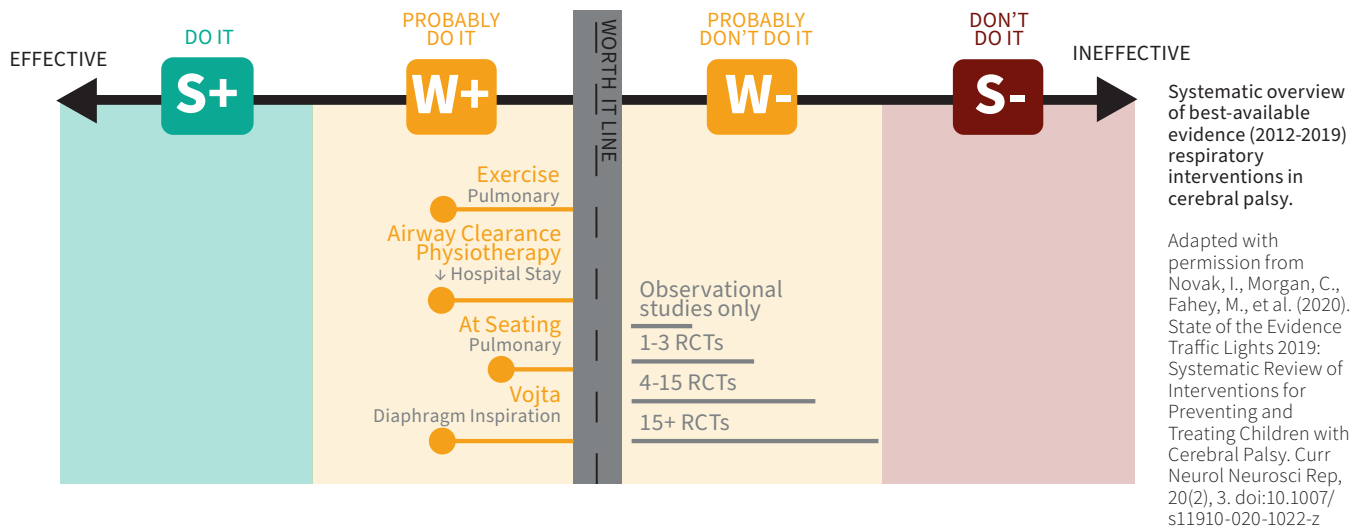 EFFECTIVE
DO IT
S+
PROBABLY
DO IT
W+
WORTH IT LINE
PROBABLY
DON'T DO IT
W-
DON'T
DO IT
S-
INEFFECTIVE
Exercise
Pulmonary
Airway Clearance
Physiotherapy
↓ Hospital Stay
At Seating
Pulmonary
Vojta
Diaphragm Inspiration
Observational
studies only
1-3 RCTs
4-15 RCTs
15+ RCTs
Systematic overview
of best-available
evidence (2012-2019)
respiratory
interventions in
cerebral palsy.
Adapted with
permission from
Novak, I., Morgan, C.,
Fahey, M., et al. (2020).
State of the Evidence
Traffic Lights 2019:
Systematic Review of
Interventions for
Preventing and
Treating Children with
Cerebral Palsy. Curr
Neurol Neurosci Rep,
20(2), 3. doi:10.1007/
s11910-020-1022-z